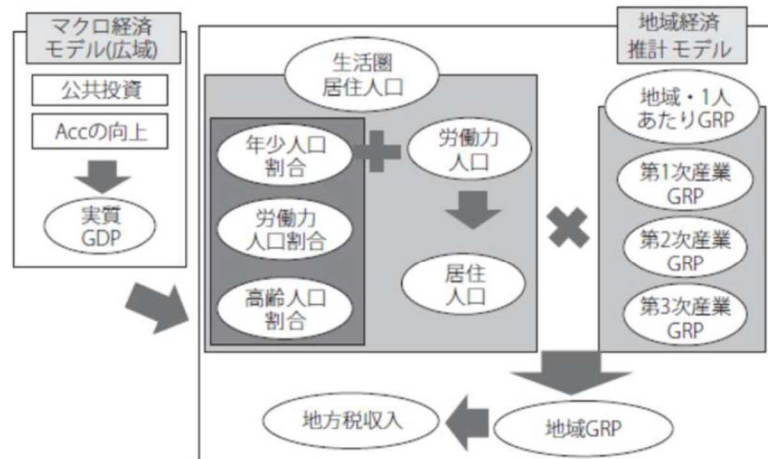 マクロ経済
モデル(広域)
公共投資
Accの向上
実質
GDP
地域経済
推計モデル
生活圏
居住人口
年少人口
割合
労働力
人口割合
高齢人口
割合
労働力
人口
居住
人口
地域・1人
あたりGRP
第1次産業
GRP
第2次産業
GRP
第3次産業
GRP
地方税収入
地域GRP